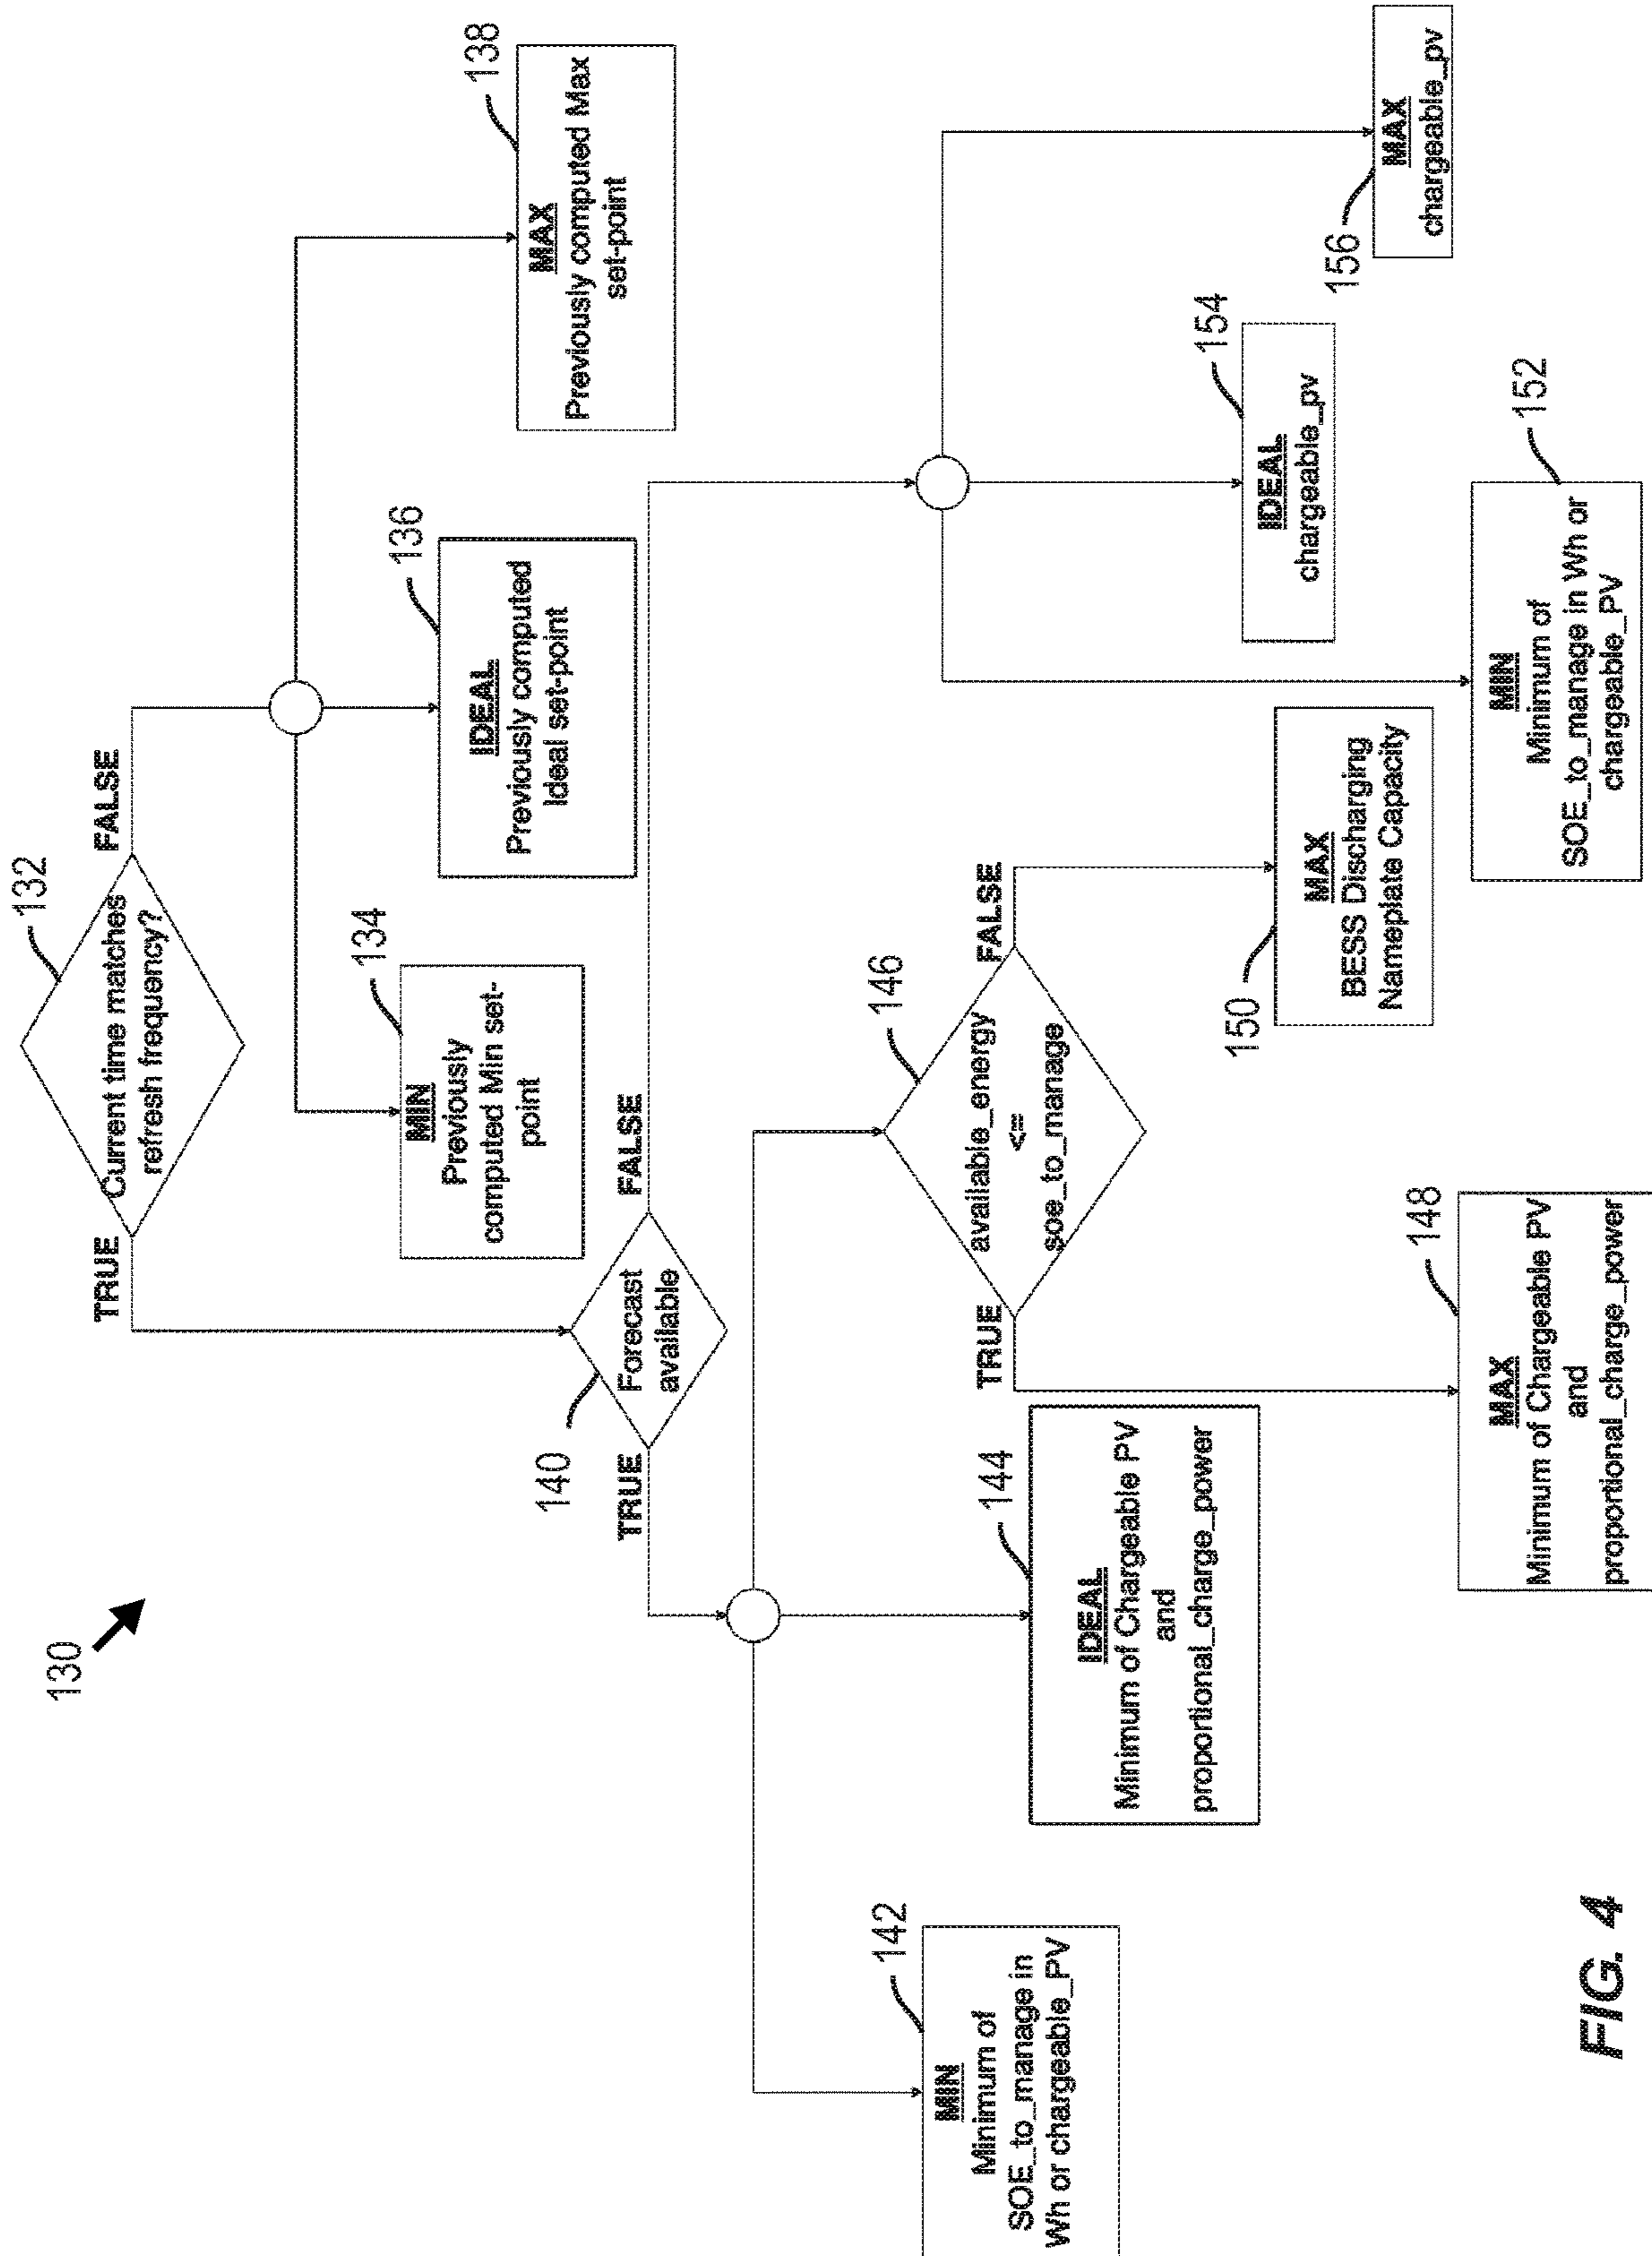 130
132
Current time matches
refresh frequency?
TRUE
FALSE
134
MIN
Previously
computed Min set-
point
136
IDEAL
Previously computed
Ideal set-point
138
MAX
Previously computed Max
set-point
140
Forecast
available
TRUE
FALSE
142
MIN
Minimum of
SOE_to_manage in
Wh or chargeable_PV
144
IDEAL
Minimum of Chargeable PV
and
proportional_charge_power
146
available_energy
<=
soe_to_manage
TRUE
FALSE
148
MAX
Minimum of Chargeable PV
and
proportional_charge_power
150
MAX
BESS Discharging
Nameplate Capacity
152
MIN
Minimum of
SOE_to_manage in Wh or
chargeable_PV
154
IDEAL
chargeable_pv
156
MAX
chargeable_pv
FIG. 4